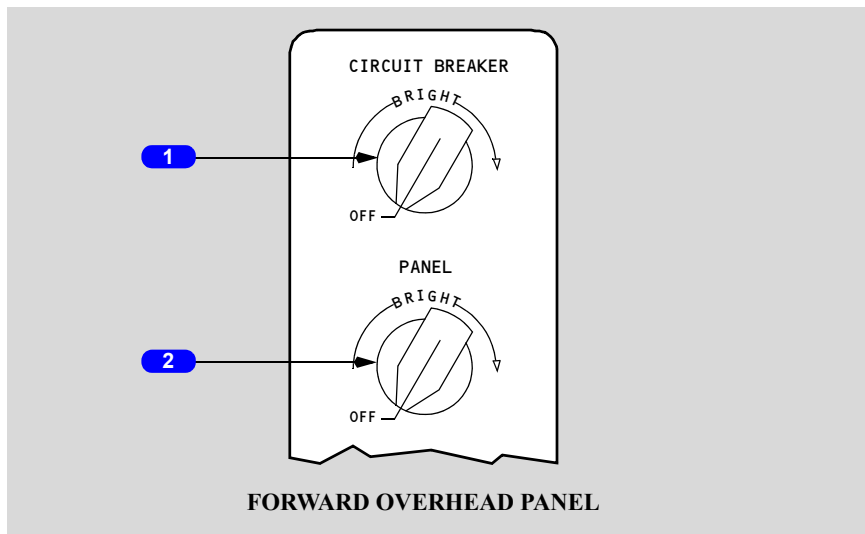 CIRCUIT BREAKER
BRIGHT
1
OFF
PANEL
BRIGHT
2
OFF
FORWARD OVERHEAD PANEL